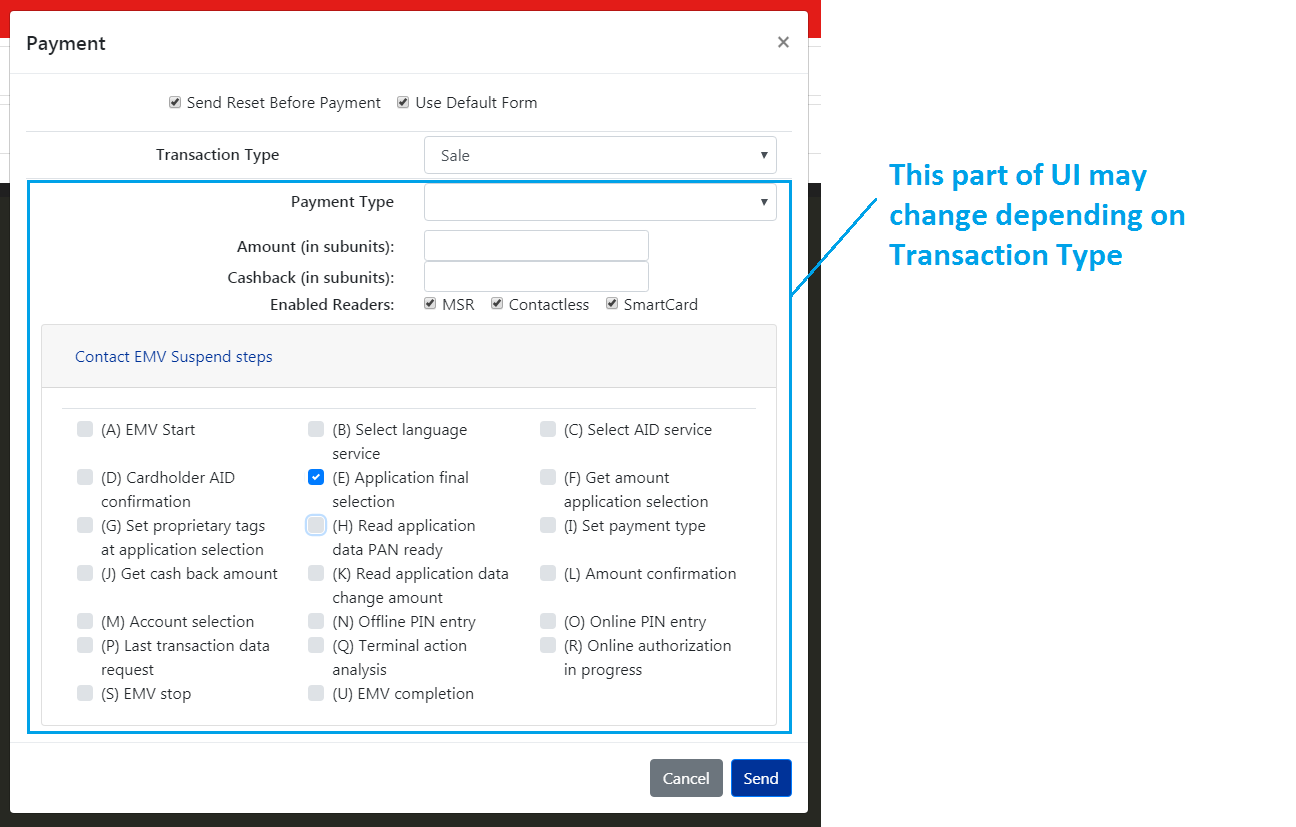 Payment ×
Send Reset Before Payment Use Default Form
Transaction Type Sale
Payment Type
Amount (in subunits):
Cashback (in subunits):
Enabled Readers: MSR Contactless SmartCard
Contact EMV Suspend steps
(A) EMV Start
(B) Select language
service
(C) Select AID service
(D) Cardholder AID
confirmation
(E) Application final
selection
(F) Get amount
application selection
(G) Set proprietary tags
at application selection
(H) Read application
data PAN ready
(I) Set payment type
(J) Get cash back amount
(K) Read application data
change amount
(L) Amount confirmation
(M) Account selection
(N) Offline PIN entry
(O) Online PIN entry
(P) Last transaction data
request
(Q) Terminal action
analysis
(R) Online authorization
in progress
(S) EMV stop
(U) EMV completion
Cancel Send
This part of UI may
change depending on
Transaction Type